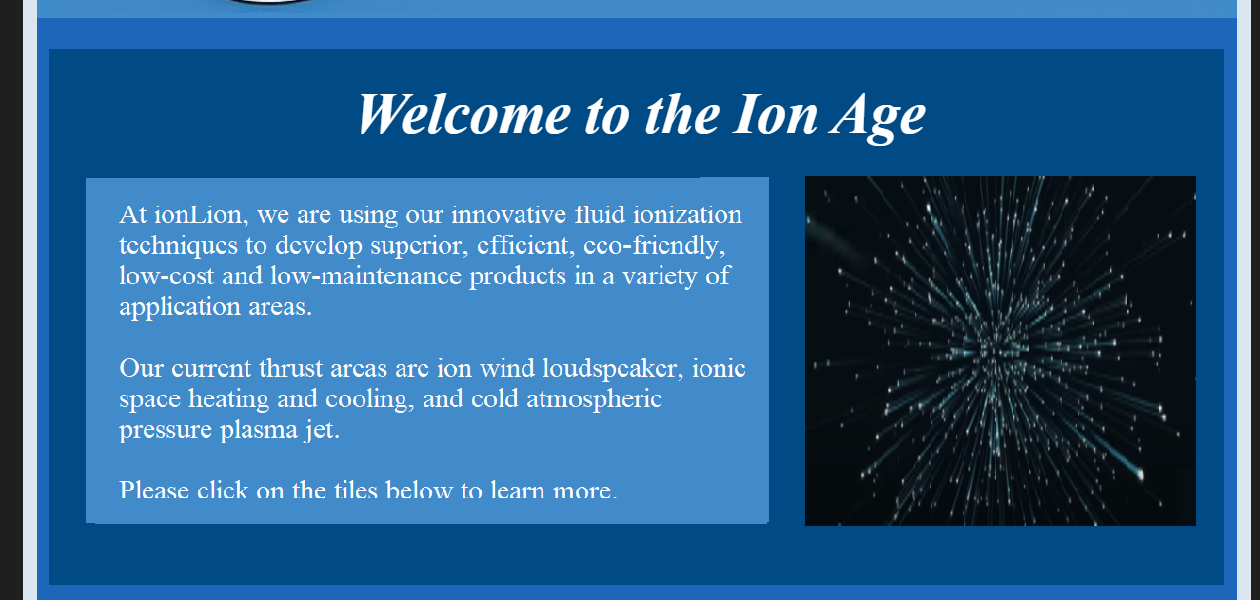 Welcome to the Ion Age
At ionLion, we are using our innovative fluid ionization
techniques to develop superior, efficient, eco-friendly,
low-cost and low-maintenance products in a variety of
application areas.
Our current thrust areas are ion wind loudspeaker, ionic
space heating and cooling, and cold atmospheric
pressure plasma jet.
Please click on the tiles below to learn more.